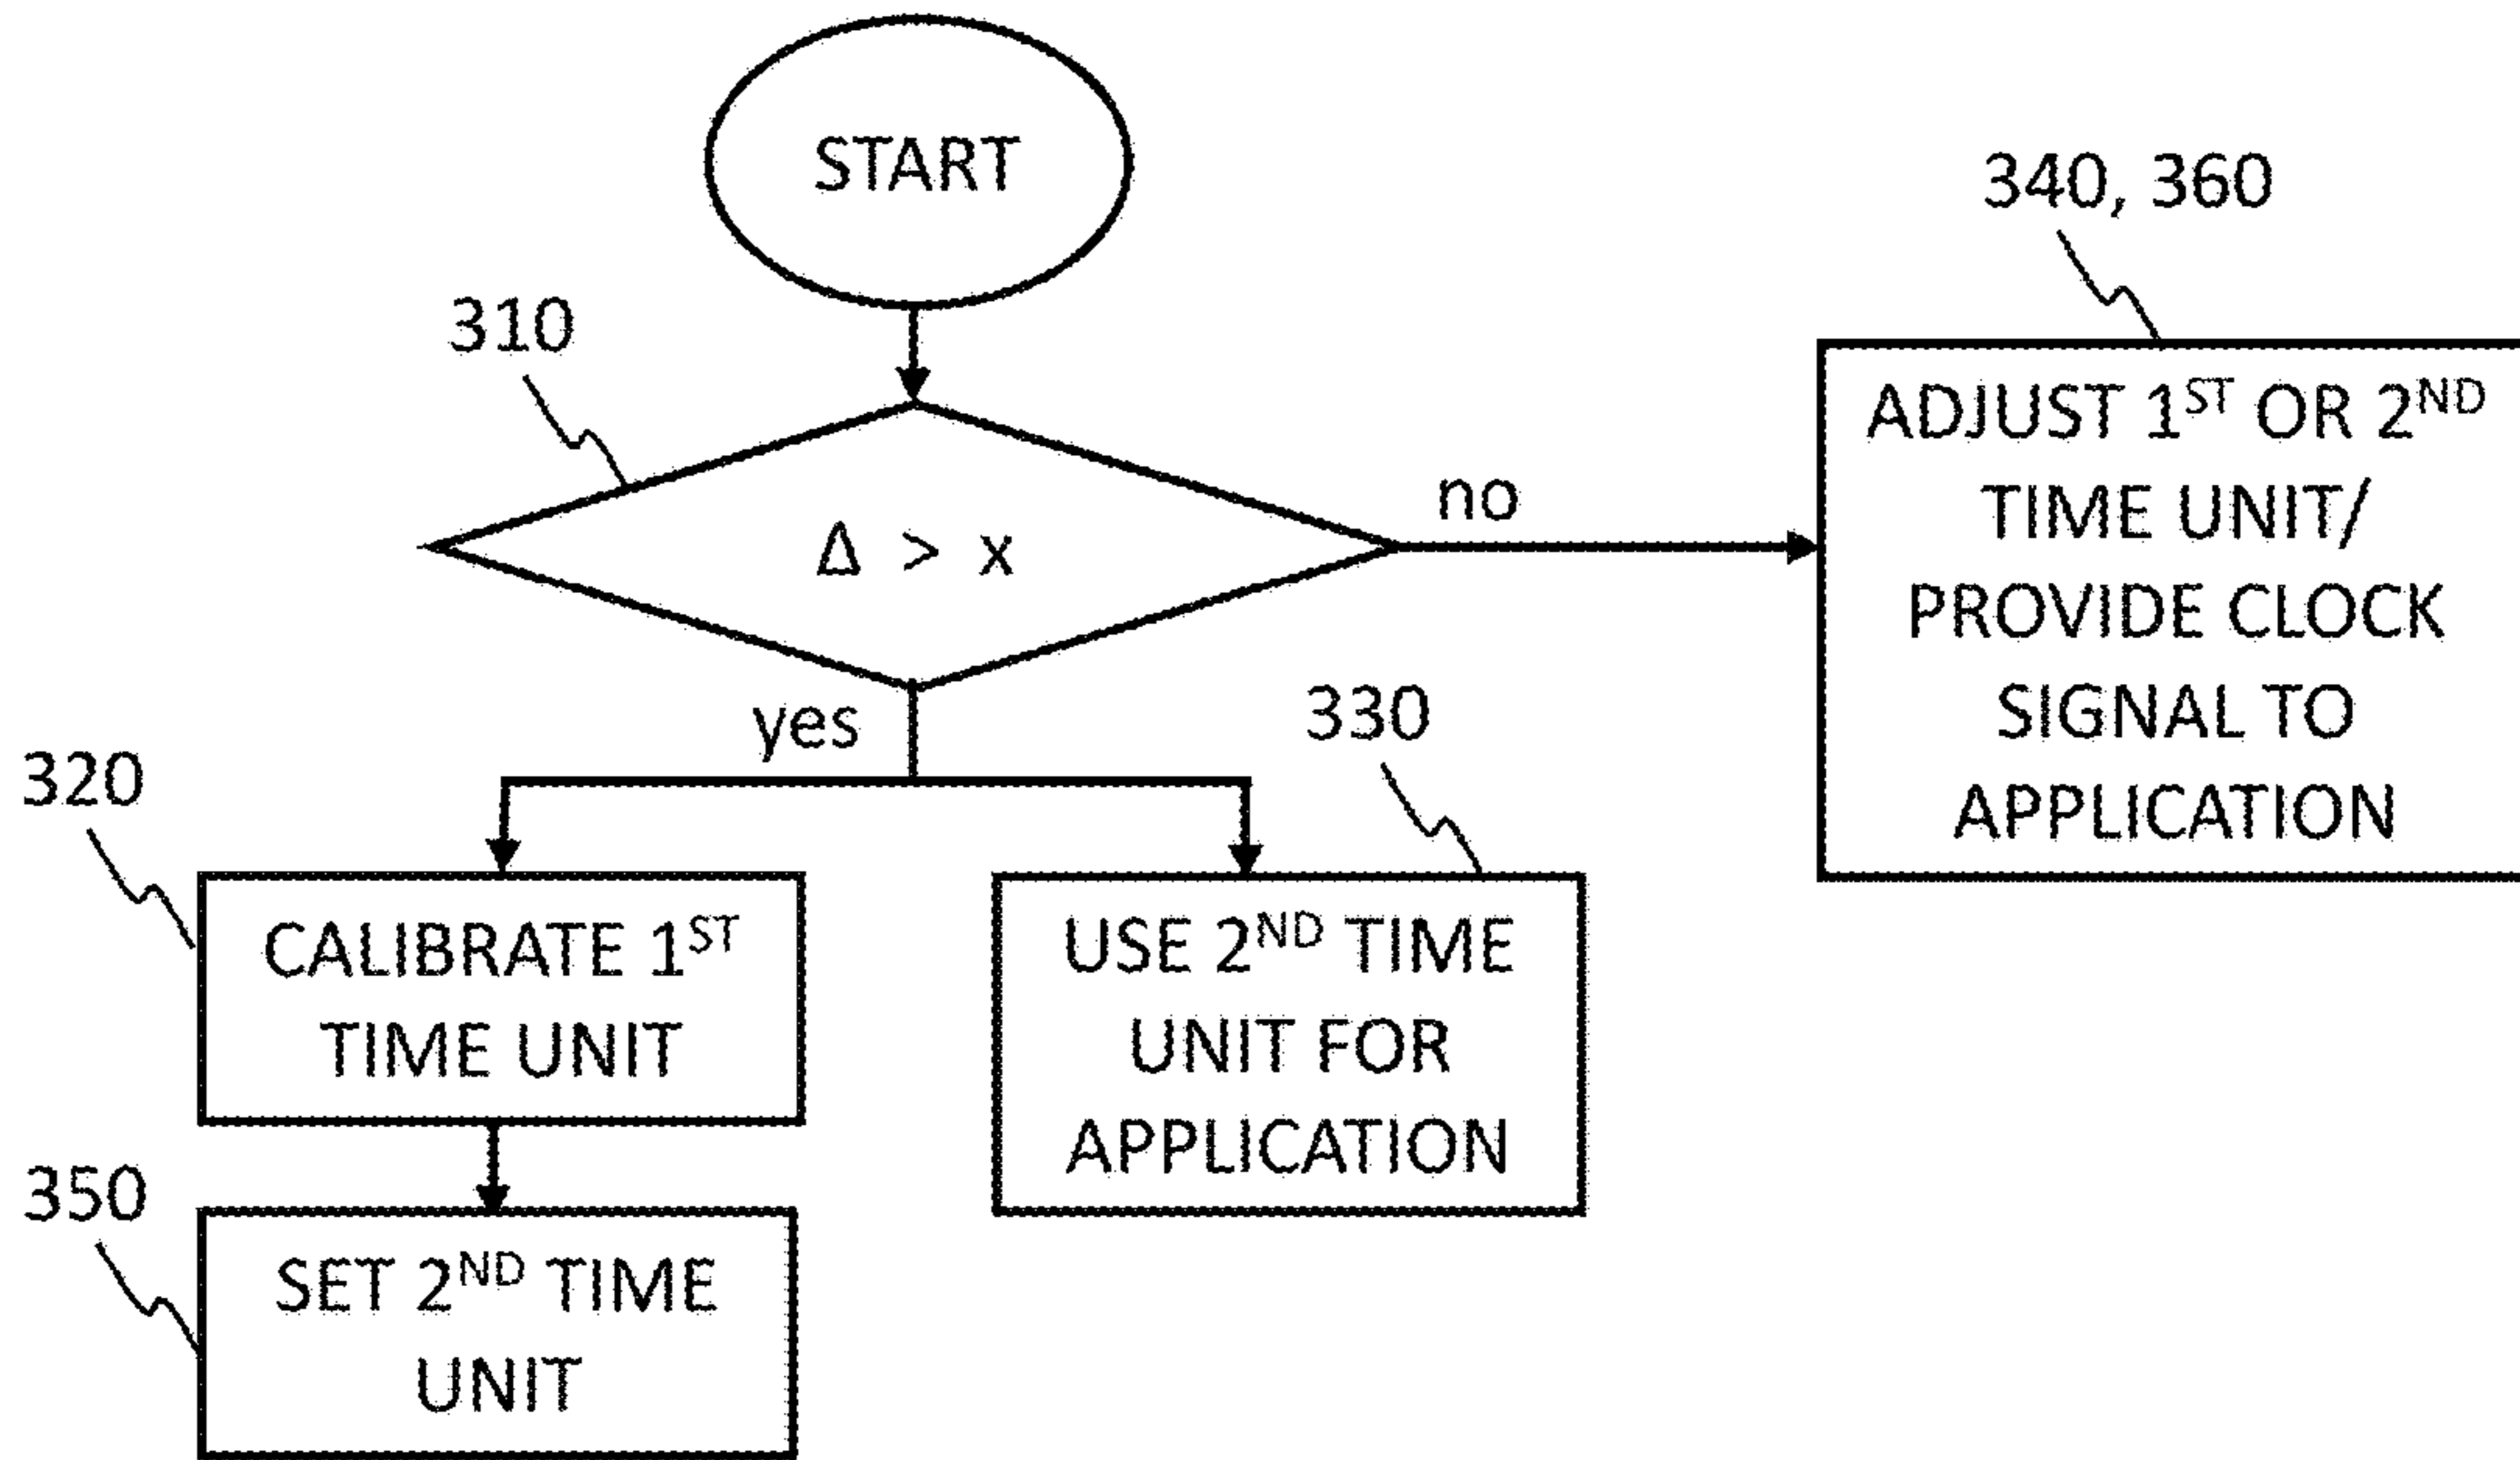 START
340, 360
310
ADJUST 1ST OR 2ND
TIME UNIT/
PROVIDE CLOCK
SIGNAL TO
APPLICATION
no
Δ > x
yes
330
320
CALIBRATE 1ST
TIME UNIT
USE 2ND TIME
UNIT FOR
APPLICATION
350
SET 2ND TIME
UNIT